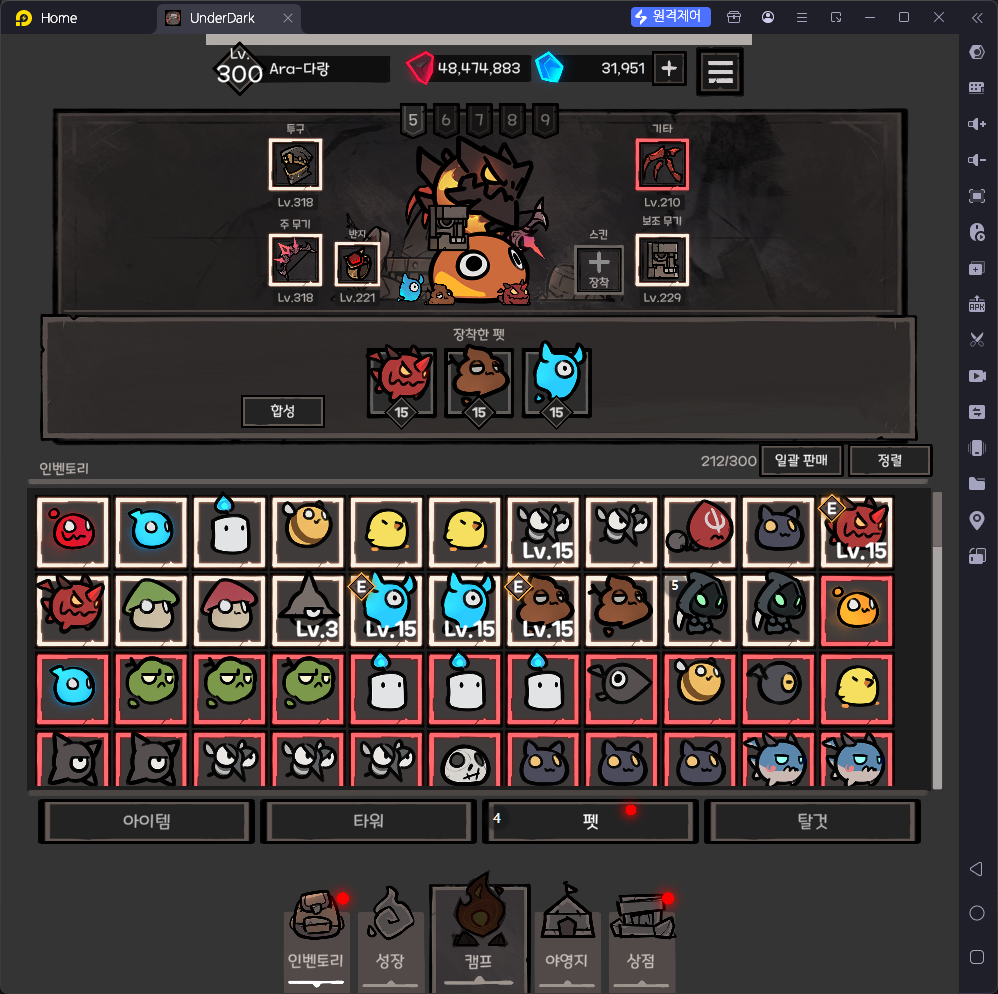 Home
UnderDark
원격제어
Lv.
300
Ara-다랑
48,474,883
31,951
5 6 7 8 9
투구
Lv.318
주 무기
Lv.318
반지
Lv.221
기타
Lv.210
보조 무기
Lv.229
스킨
장착
장착한 펫
15 15 15
합성
212/300
일괄 판매
정렬
인벤토리
Lv.15
E
Lv.15
Lv.3
E
Lv.15
Lv.15
E
Lv.15
5
아이템
타워
4
펫
탈것
인벤토리
성장
캠프
야영지
상점
APK